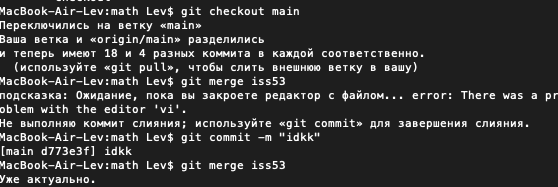 MacBook-Air-Lev:math Lev$ git checkout main
Переключились на ветку «main»
Ваша ветка и «origin/main» разделились
и теперь имеют 18 и 4 разных коммита в каждой соответственно.
(используйте «git pull», чтобы слить внешнюю ветку в вашу)
MacBook-Air-Lev:math Lev$ git merge iss53
подсказка: Ожидание, пока вы закроете редактор с файлом... error: There was a pr
oblem with the editor 'vi'.
Не выполняю коммит слияния; используйте «git commit» для завершения слияния.
MacBook-Air-Lev:math Lev$ git commit -m "idkk"
[main d773e3f] idkk
MacBook-Air-Lev:math Lev$ git merge iss53
Уже актуально.